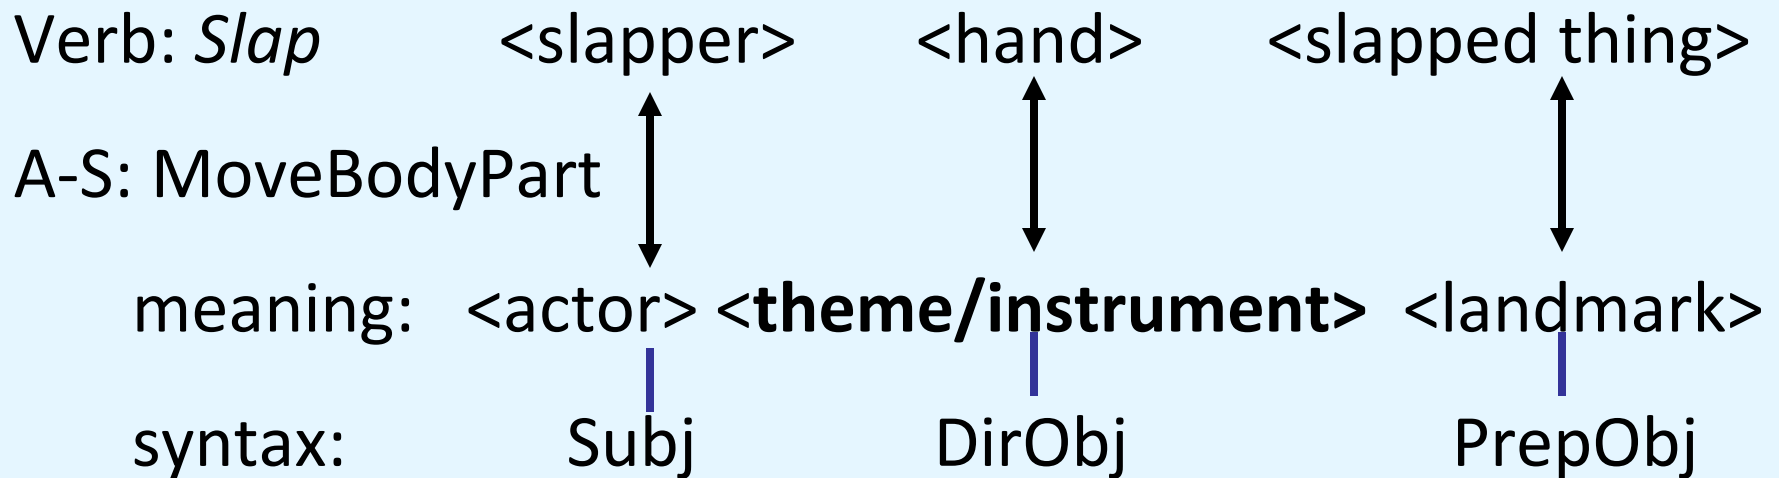 Verb: Slap <slapper> <hand> <slapped thing>
A-S: MoveBodyPart
meaning: <actor> <theme/instrument> <landmark>
syntax: Subj DirObj PrepObj